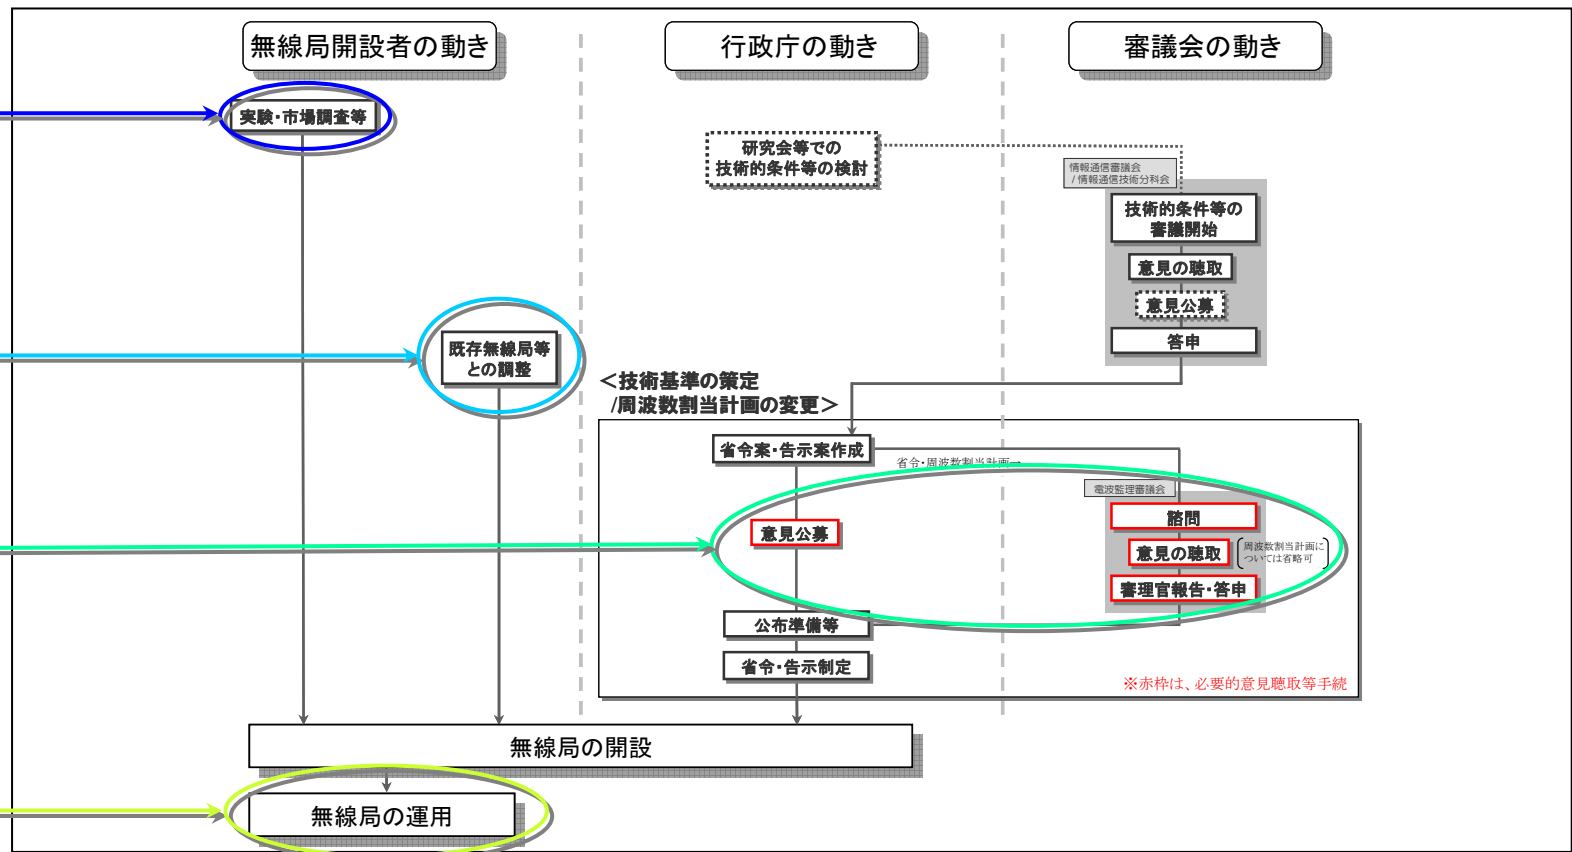 無線局開設者の動き
行政庁の動き
審議会の動き
実験・市場調査等
研究会等での
技術的条件等の検討
情報通信審議会
/ 情報通信技術分科会
技術的条件等の
審議開始
意見の聴取
意見公募
答申
既存無線局等
との調整
＜技術基準の策定
/周波数割当計画の変更＞
省令案・告示案作成
省令・周波数割当計画→
電波監理審議会
諮問
意見公募
意見の聴取
周波数割当計画に
ついては省略可
審理官報告・答申
公布準備等
省令・告示制定
※赤枠は、必要的意見聴取等手続
無線局の開設
無線局の運用